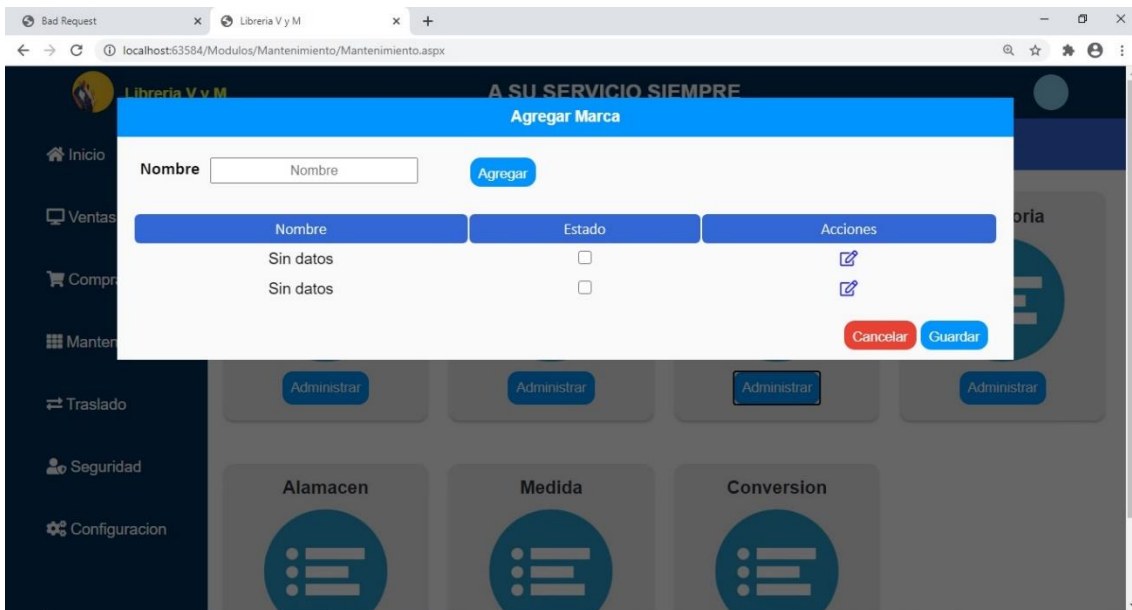 Bad Request
Libreria V y M
localhost:63584/Modulos/Mantenimiento/Mantenimiento.aspx
Libreria V y M
A SU SERVICIO SIEMPRE
Agregar Marca
Inicio
Nombre Nombre Agregar
Ventas
Nombre Estado Acciones
Sin datos
Sin datos
Cancelar Guardar
Administrar Administrar Administrar Administrar
Traslado
Seguridad
Alamacen Medida Conversion
Configuracion